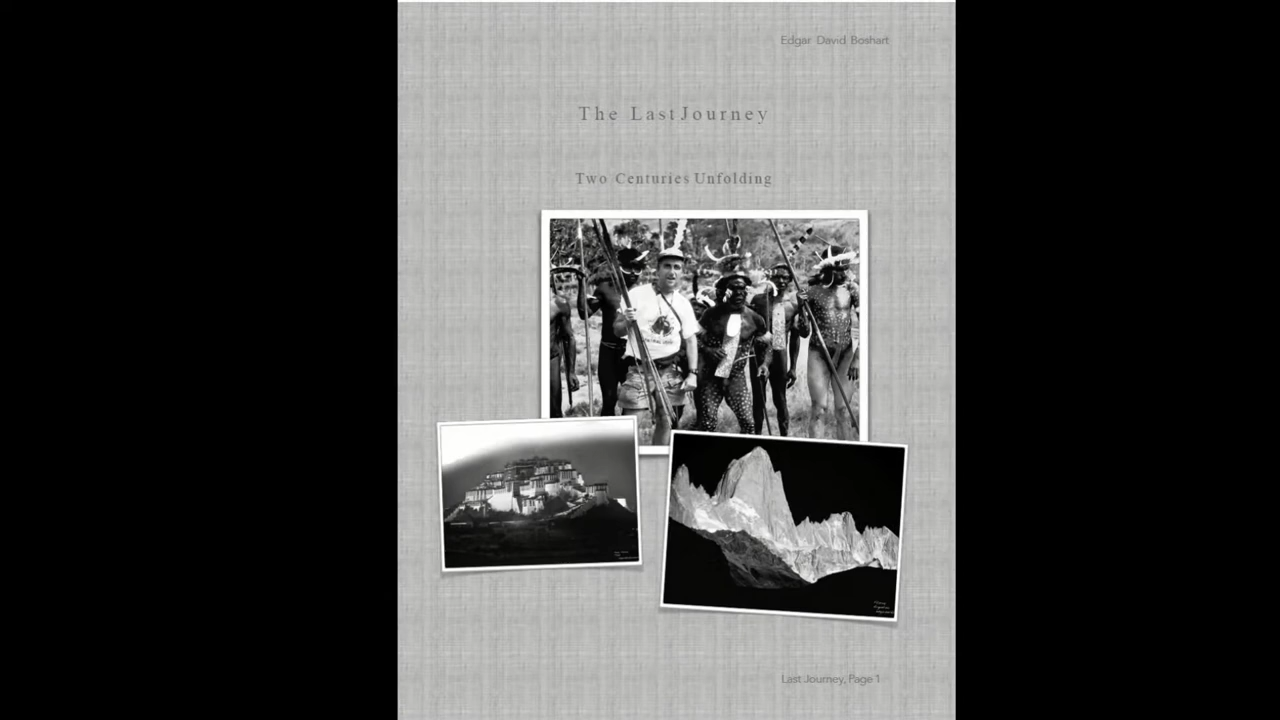 Edgar David Boshart
The Last Journey
Two Centuries Unfolding
Last Journey, Page 1